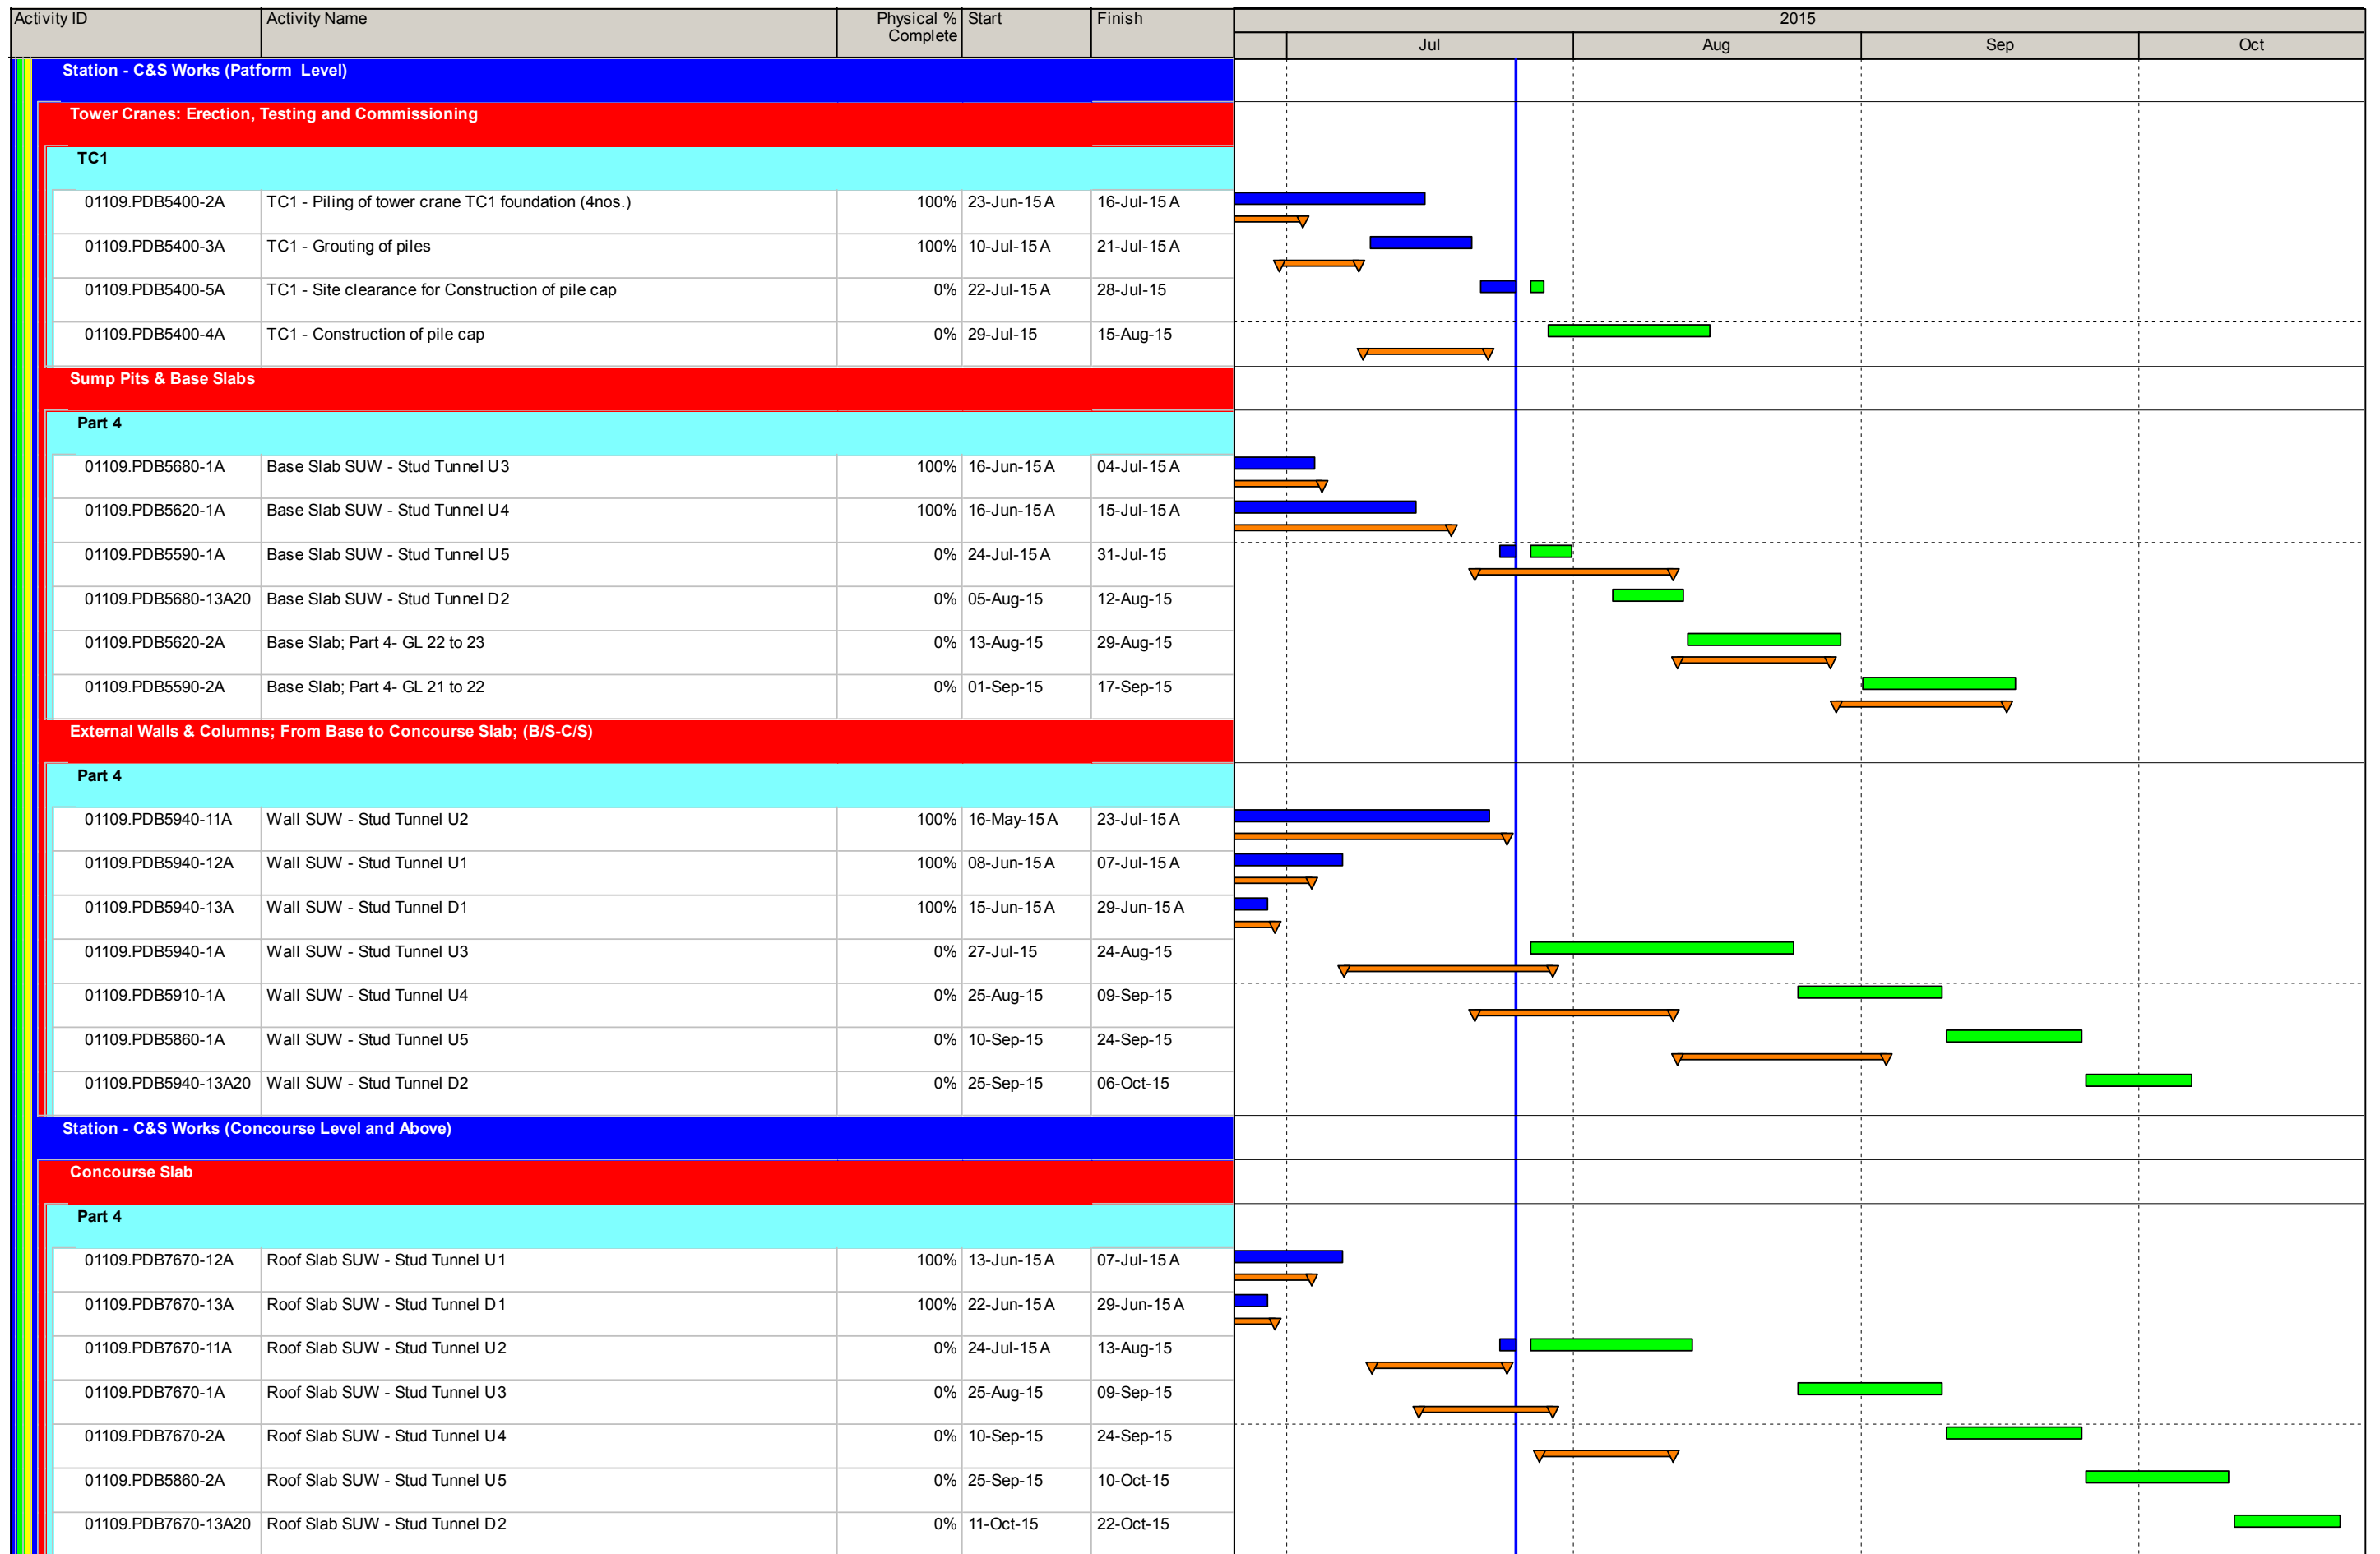 Activity ID Activity Name Physical % Start Finish 2015
Complete Jul Aug Sep Oct
Station - C&S Works (Patform Level)
Tower Cranes: Erection, Testing and Commissioning
TC1
01109.PDB5400-2A TC1 - Piling of tower crane TC1 foundation (4nos.) 100% 23-Jun-15 A 16-Jul-15 A
01109.PDB5400-3A TC1 - Grouting of piles 100% 10-Jul-15 A 21-Jul-15 A
01109.PDB5400-5A TC1 - Site clearance for Construction of pile cap 0% 22-Jul-15 A 28-Jul-15
01109.PDB5400-4A TC1 - Construction of pile cap 0% 29-Jul-15 15-Aug-15
Sump Pits & Base Slabs
Part 4
01109.PDB5680-1A Base Slab SUW - Stud Tunnel U3 100% 16-Jun-15 A 04-Jul-15 A
01109.PDB5620-1A Base Slab SUW - Stud Tunnel U4 100% 16-Jun-15 A 15-Jul-15 A
01109.PDB5590-1A Base Slab SUW - Stud Tunnel U5 0% 24-Jul-15 A 31-Jul-15
01109.PDB5680-13A20 Base Slab SUW - Stud Tunnel D2 0% 05-Aug-15 12-Aug-15
01109.PDB5620-2A Base Slab; Part 4- GL 22 to 23 0% 13-Aug-15 29-Aug-15
01109.PDB5590-2A Base Slab; Part 4- GL 21 to 22 0% 01-Sep-15 17-Sep-15
External Walls & Columns; From Base to Concourse Slab; (B/S-C/S)
Part 4
01109.PDB5940-11A Wall SUW - Stud Tunnel U2 100% 16-May-15 A 23-Jul-15 A
01109.PDB5940-12A Wall SUW - Stud Tunnel U1 100% 08-Jun-15 A 07-Jul-15 A
01109.PDB5940-13A Wall SUW - Stud Tunnel D1 100% 15-Jun-15 A 29-Jun-15 A
01109.PDB5940-1A Wall SUW - Stud Tunnel U3 0% 27-Jul-15 24-Aug-15
01109.PDB5910-1A Wall SUW - Stud Tunnel U4 0% 25-Aug-15 09-Sep-15
01109.PDB5860-1A Wall SUW - Stud Tunnel U5 0% 10-Sep-15 24-Sep-15
01109.PDB5940-13A20 Wall SUW - Stud Tunnel D2 0% 25-Sep-15 06-Oct-15
Station - C&S Works (Concourse Level and Above)
Concourse Slab
Part 4
01109.PDB7670-12A Roof Slab SUW - Stud Tunnel U1 100% 13-Jun-15 A 07-Jul-15 A
01109.PDB7670-13A Roof Slab SUW - Stud Tunnel D1 100% 22-Jun-15 A 29-Jun-15 A
01109.PDB7670-11A Roof Slab SUW - Stud Tunnel U2 0% 24-Jul-15 A 13-Aug-15
01109.PDB7670-1A Roof Slab SUW - Stud Tunnel U3 0% 25-Aug-15 09-Sep-15
01109.PDB7670-2A Roof Slab SUW - Stud Tunnel U4 0% 10-Sep-15 24-Sep-15
01109.PDB5860-2A Roof Slab SUW - Stud Tunnel U5 0% 25-Sep-15 10-Oct-15
01109.PDB7670-13A20 Roof Slab SUW - Stud Tunnel D2 0% 11-Oct-15 22-Oct-15